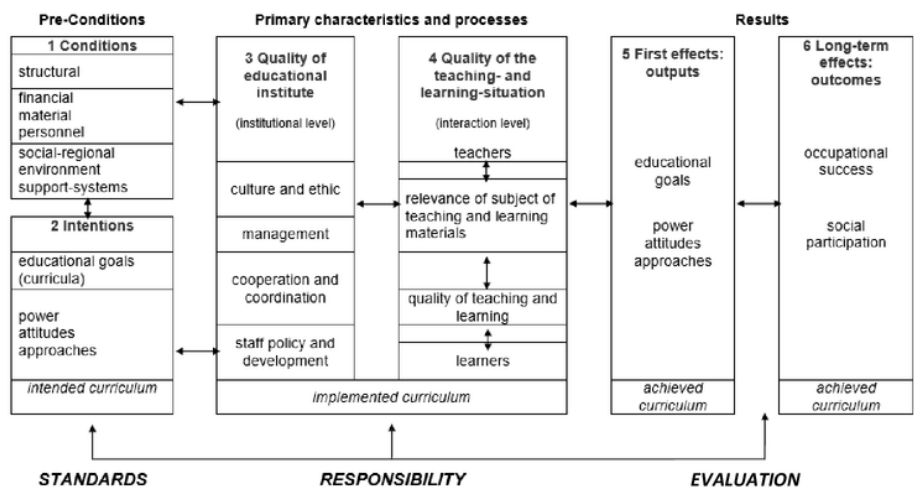 Pre-Conditions
Primary characteristics and processes
Results
1 Conditions
structural
financial
material
personnel
social-regional
environment
support-systems
2 Intentions
educational goals
(curricula)
power
attitudes
approaches
intended curriculum
3 Quality of
educational
institute
(institutional level)
culture and ethic
management
cooperation and
coordination
staff policy and
development
4 Quality of the
teaching- and
learning-situation
(interaction level)
teachers
relevance of subject of
teaching and learning
materials
quality of teaching and
learning
learners
implemented curriculum
5 First effects:
outputs
educational
goals
power
attitudes
approaches
achieved
curriculum
6 Long-term
effects:
outcomes
occupational
success
social
participation
achieved
curriculum
STANDARDS
RESPONSIBILITY
EVALUATION